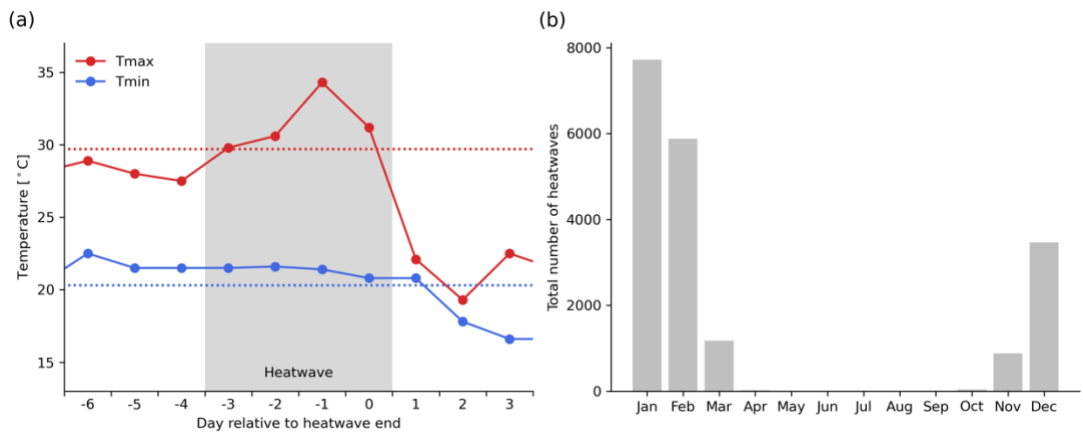 (a)
Tmax
Tmin
Temperature [°C]
35
30
25
20
15
Heatwave
-6 -5 -4 -3 -2 -1 0 1 2 3
Day relative to heatwave end
(b)
Total number of heatwaves
8000
6000
4000
2000
0
Jan Feb Mar Apr May Jun Jul Aug Sep Oct Nov Dec